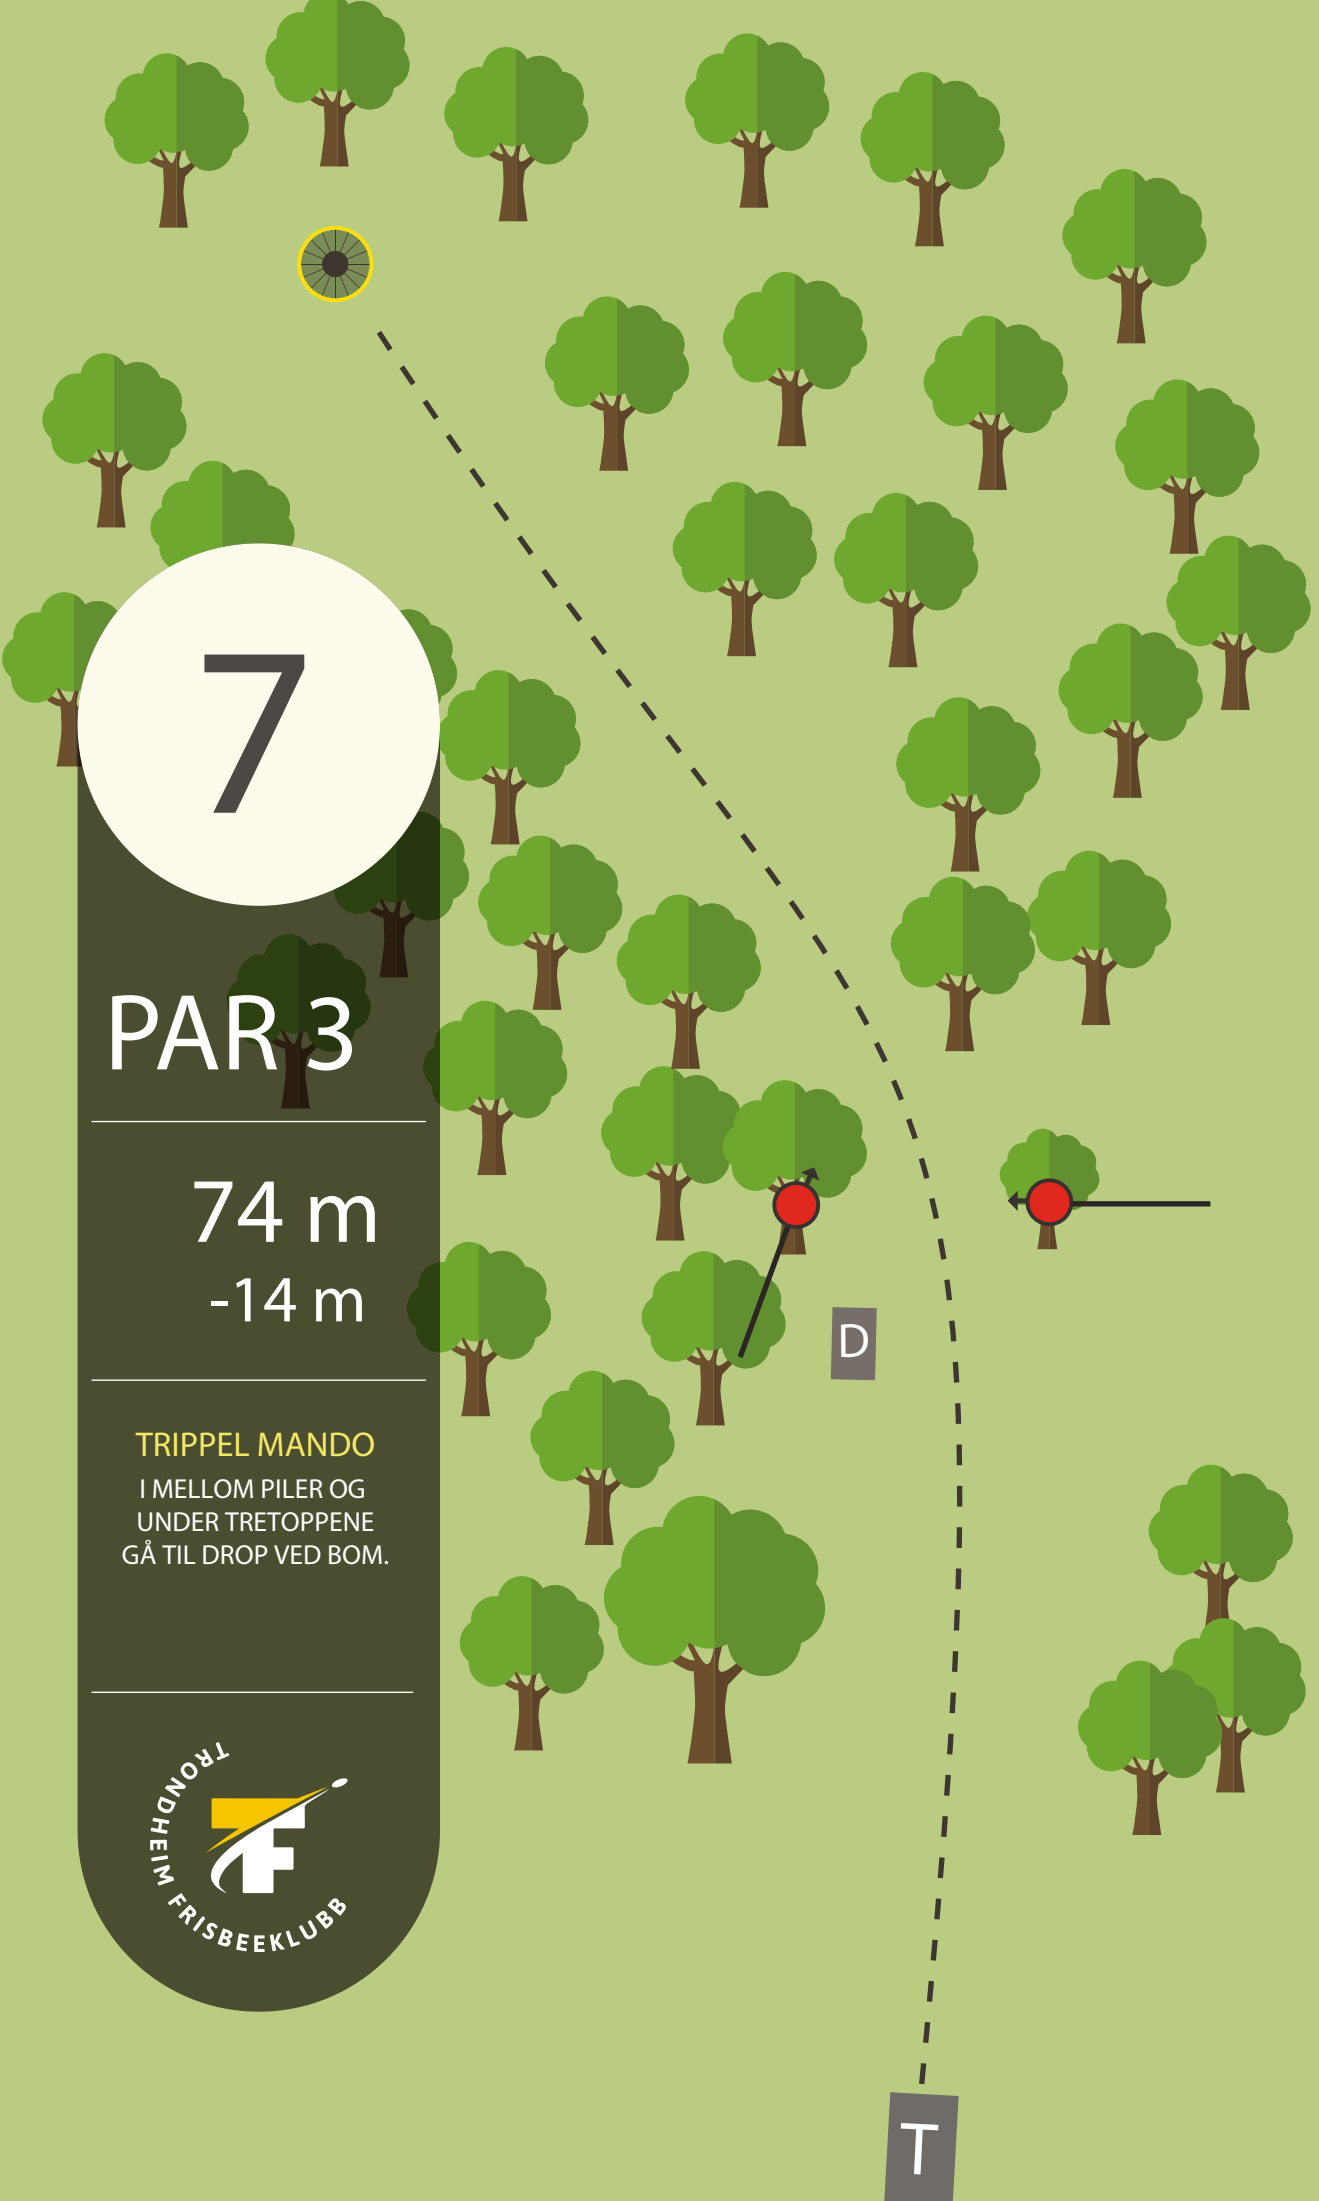 7
PAR 3
74 m
-14 m
TRIPPEL MANDO
I MELLOM PILER OG
UNDER TRETOPPENE
GÅ TIL DROP VED BOM.
TRONDHEIM FRISBEEKLUBB
TF
D
T